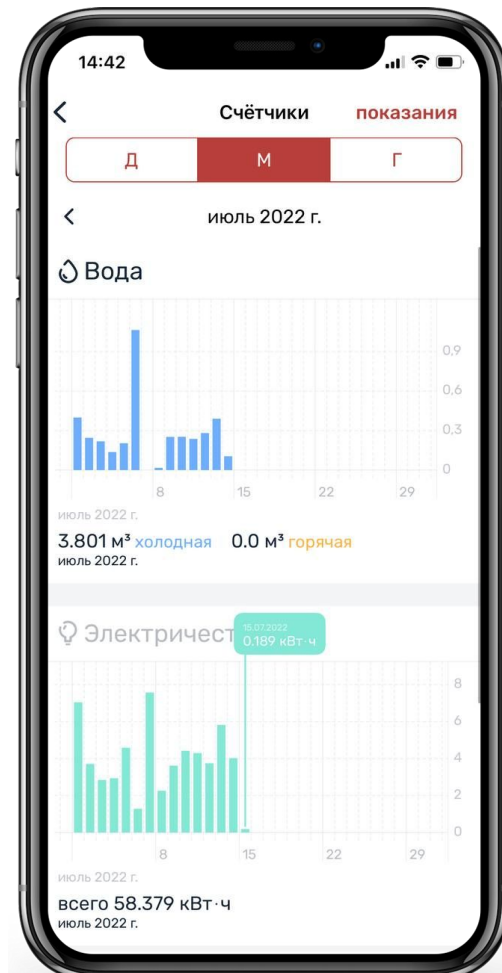 14:42
Счётчики показания
Д М Г
июль 2022 г.
Вода
0,9
0,6
0,3
0
8 15 22 29
июль 2022 г.
3.801 м³ холодная 0.0 м³ горячая
июль 2022 г.
Электричест
15.07.2022
0.189 кВт·ч
8
6
4
2
0
8 15 22 29
июль 2022 г.
всего 58.379 кВт·ч
июль 2022 г.